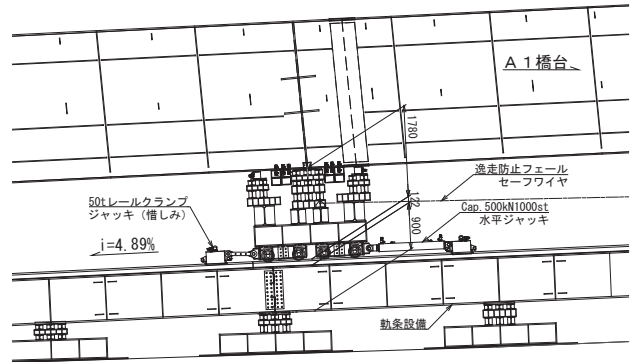 A1橋台
1780
逸走防止フェール
セーフワイヤ
50tレールクランプ
ジャッキ（惜しみ）
Cap.500kN1000st
水平ジャッキ
22
900
i=4.89%
軌条設備